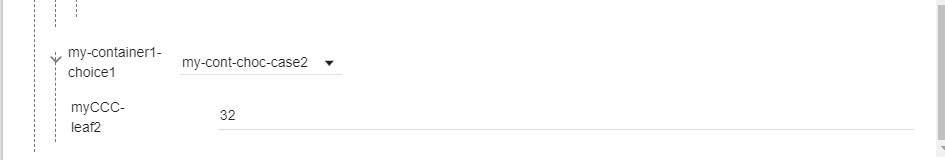 my-container1-
choice1
my-cont-choc-case2
myCCC-
leaf2
32